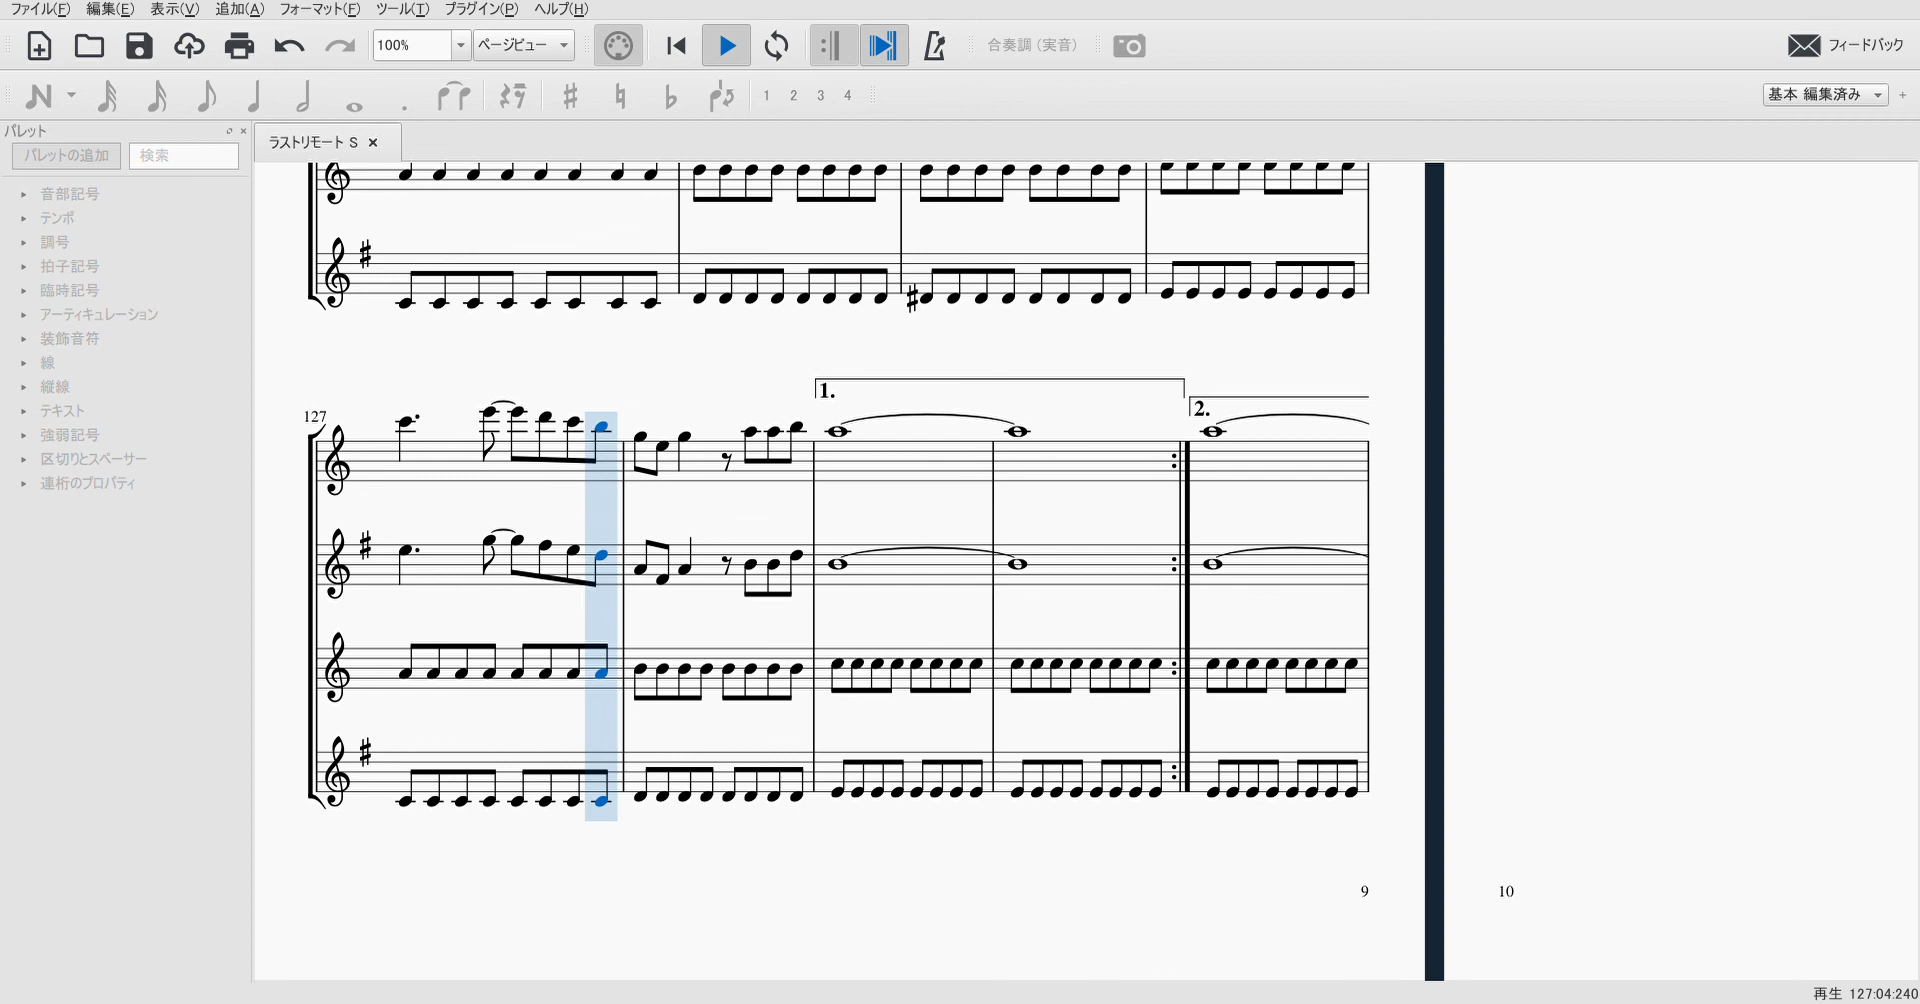 ファイル(F) 編集(E) 表示(V) 追加(A) フォーマット(F) ツール(T) プラグイン(P) ヘルプ(H)
100% ページビュー 合奏調 (実音) フィードバック
1 2 3 4 基本 編集済み +
パレット
パレットの追加 検索
ラストリモート S
音部記号
テンポ
調号
拍子記号
臨時記号
アーティキュレーション
装飾音符
線
縦線
テキスト
強弱記号
区切りとスペーサー
連桁のプロパティ
127
1.
2.
9
10
再生 127:04:240